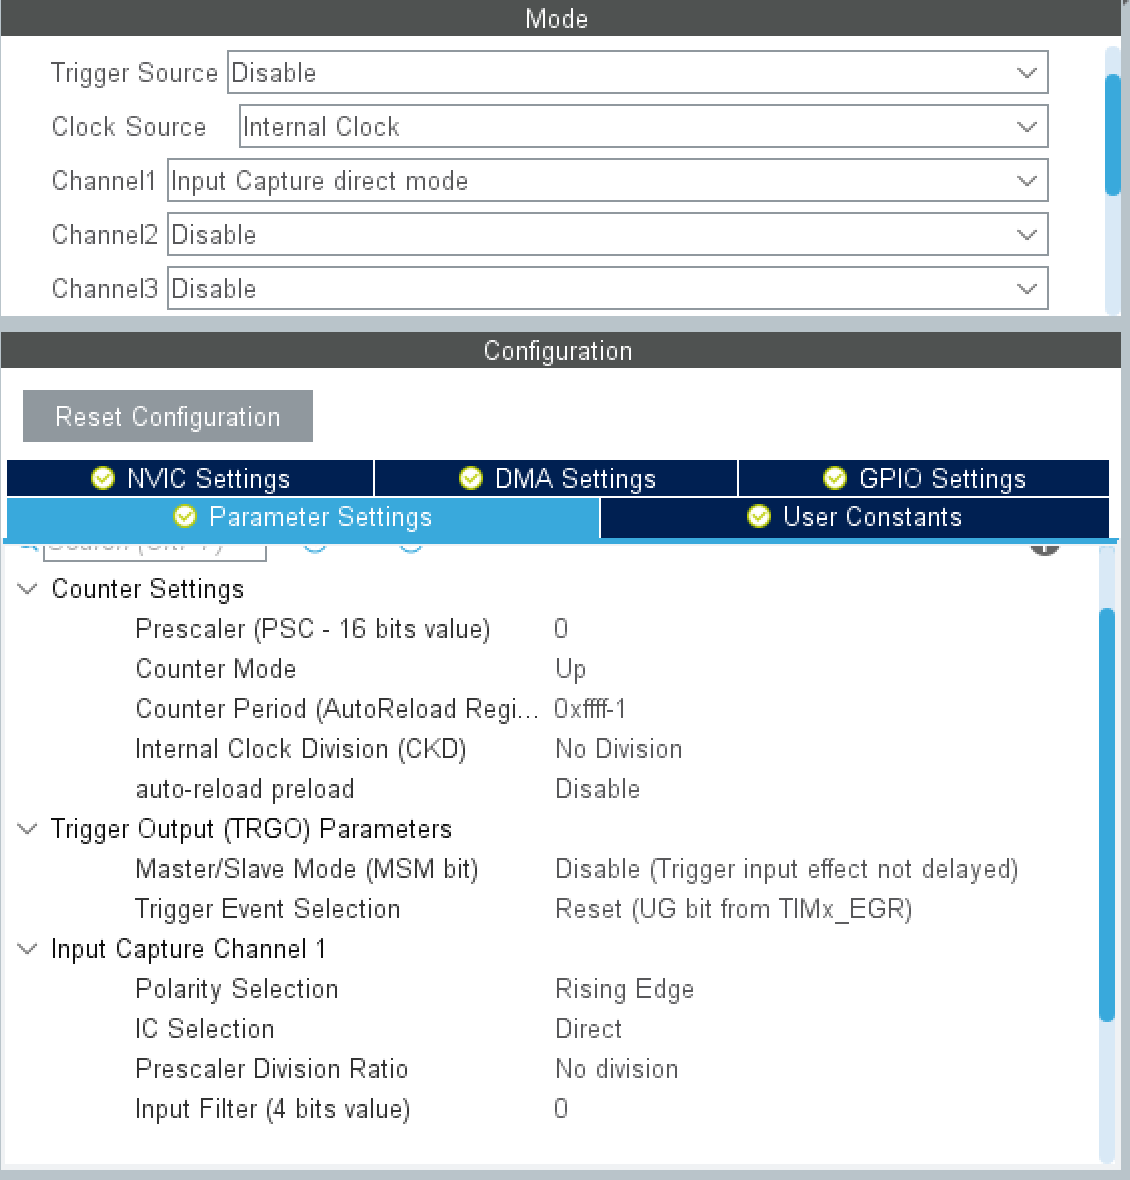 Mode
Trigger Source Disable
Clock Source Internal Clock
Channel1 Input Capture direct mode
Channel2 Disable
Channel3 Disable
Configuration
Reset Configuration
NVIC Settings DMA Settings GPIO Settings
Parameter Settings User Constants
Counter Settings
Prescaler (PSC - 16 bits value) 0
Counter Mode Up
Counter Period (AutoReload Regi... 0xffff-1
Internal Clock Division (CKD) No Division
auto-reload preload Disable
Trigger Output (TRGO) Parameters
Master/Slave Mode (MSM bit) Disable (Trigger input effect not delayed)
Trigger Event Selection Reset (UG bit from TIMx_EGR)
Input Capture Channel 1
Polarity Selection Rising Edge
IC Selection Direct
Prescaler Division Ratio No division
Input Filter (4 bits value) 0